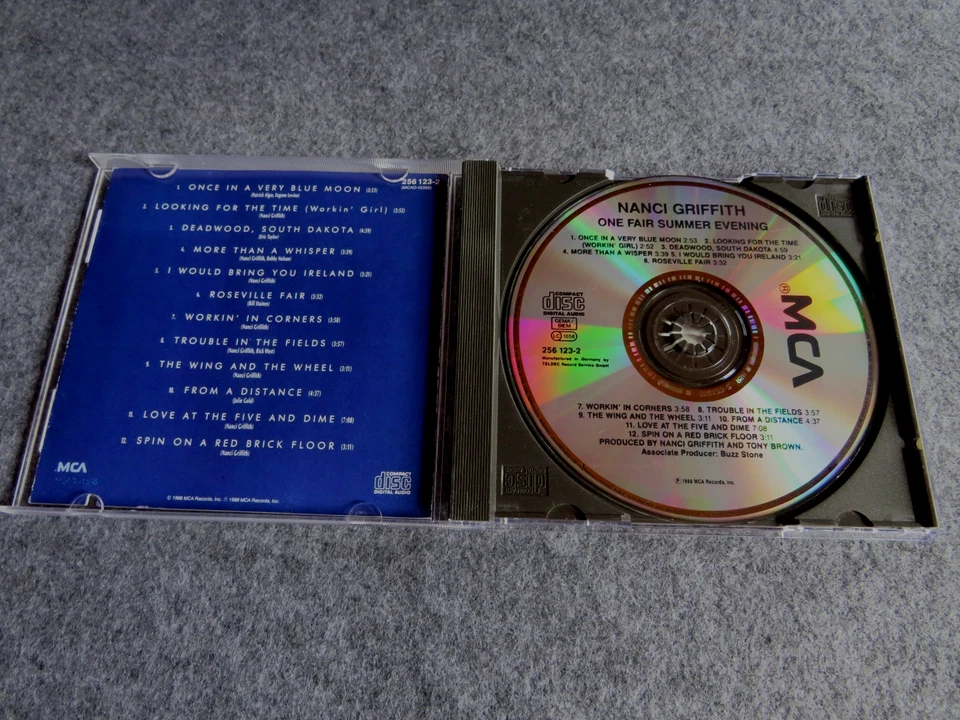 256 123-2
1. ONCE IN A VERY BLUE MOON (2:53)
(Patrick Alger, Eugene Levine)
2. LOOKING FOR THE TIME (Workin' Girl) (2:52)
(Nanci Griffith)
3. DEADWOOD, SOUTH DAKOTA (4:59)
(Eric Taylor)
4. MORE THAN A WHISPER (3:39)
(Nanci Griffith, Bobby Nelson)
5. I WOULD BRING YOU IRELAND (3:21)
(Nanci Griffith)
6. ROSEVILLE FAIR (3:32)
(Bill Staines)
7. WORKIN' IN CORNERS (3:58)
(Nanci Griffith)
8. TROUBLE IN THE FIELDS (3:57)
(Nanci Griffith, Rick West)
9. THE WING AND THE WHEEL (3:11)
(Nanci Griffith)
10. FROM A DISTANCE (4:37)
(Julie Gold)
11. LOVE AT THE FIVE AND DIME (7:08)
(Nanci Griffith)
12. SPIN ON A RED BRICK FLOOR (3:11)
(Nanci Griffith)
MCA
COMPACT
disc
DIGITAL AUDIO
© 1988 MCA Records, Inc. ℗ 1988 MCA Records, Inc.
NANCI GRIFFITH
ONE FAIR SUMMER EVENING
1. ONCE IN A VERY BLUE MOON 2:53 2. LOOKING FOR THE TIME
(WORKIN' GIRL) 2:52 3. DEADWOOD, SOUTH DAKOTA 4:59
4. MORE THAN A WISPER 3:39 5. I WOULD BRING YOU IRELAND 3:21
6. ROSEVILLE FAIR 3:32
COMPACT
disc
DIGITAL AUDIO
GEMA/
BIEM
LC 1056
256 123-2
Manufactured in Germany by
TELDEC Record Service GmbH
MCA®
7. WORKIN' IN CORNERS 3:58 8. TROUBLE IN THE FIELDS 3:57
9. THE WING AND THE WHEEL 3:11 10. FROM A DISTANCE 4:37
11. LOVE AT THE FIVE AND DIME 7:08
12. SPIN ON A RED BRICK FLOOR 3:11
PRODUCED BY NANCI GRIFFITH AND TONY BROWN.
Associate Producer: Buzz Stone
℗ 1988 MCA Records, Inc.
disc
disc